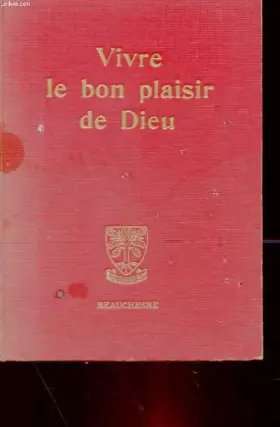 Vivre
le bon plaisir
de Dieu
BEAUCHESNE